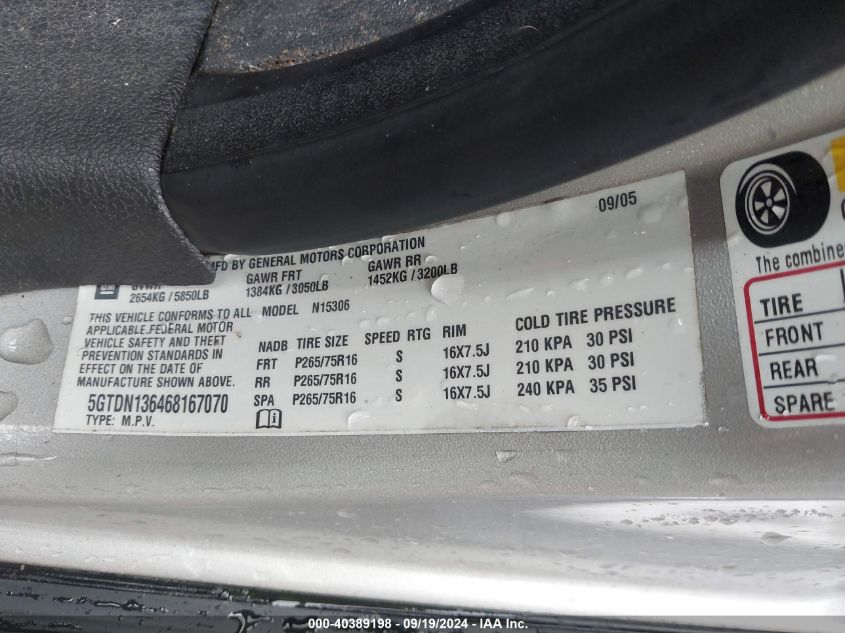 09/05
MFD BY GENERAL MOTORS CORPORATION
GM GVWR GAWR FRT GAWR RR
2654KG / 5850LB 1384KG / 3050LB 1452KG / 3200LB
THIS VEHICLE CONFORMS TO ALL MODEL N15306
APPLICABLE FEDERAL MOTOR
VEHICLE SAFETY AND THEFT
PREVENTION STANDARDS IN
EFFECT ON THE DATE OF
MANUFACTURE SHOWN ABOVE.
5GTDN136468167070
TYPE: M.P.V.
NADB TIRE SIZE SPEED RTG RIM COLD TIRE PRESSURE
FRT P265/75R16 S 16X7.5J 210 KPA 30 PSI
RR P265/75R16 S 16X7.5J 210 KPA 30 PSI
SPA P265/75R16 S 16X7.5J 240 KPA 35 PSI
The combine
TIRE
FRONT
REAR
SPARE
© IAA - 40389198 - 09/19/2024 - IAAI.com